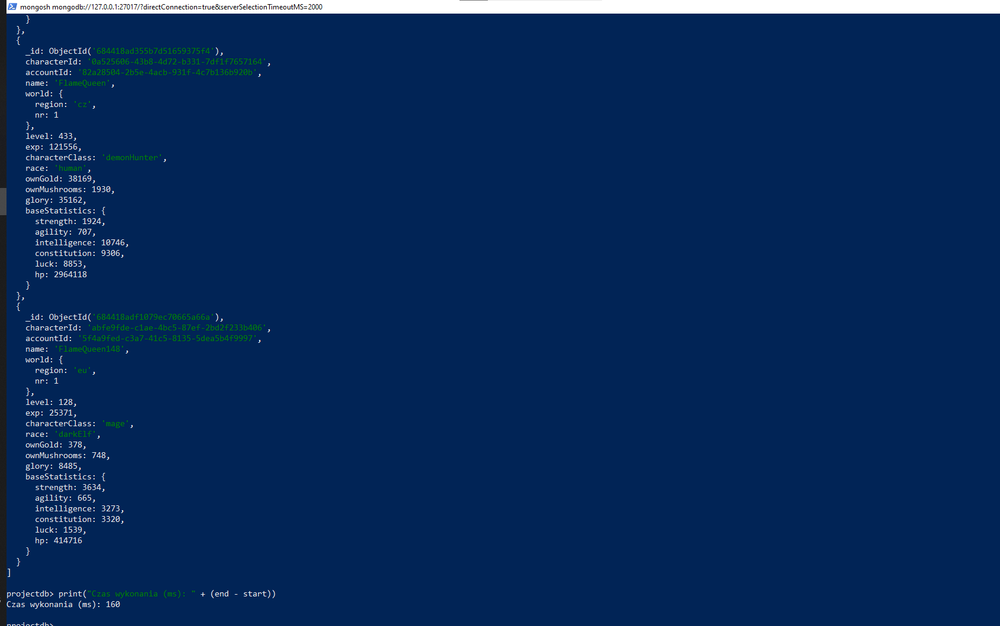 mongosh mongodb://127.0.0.1:27017/?directConnection=true&serverSelectionTimeoutMS=2000
}
},
{
_id: ObjectId('684418ad355b7d51659375f4'),
characterId: '0a525606-43b8-4d72-b331-7df1f7657164',
accountId: '82a28504-2b5e-4acb-931f-4c7b136b920b',
name: 'FlameQueen',
world: {
region: 'cz',
nr: 1
},
level: 433,
exp: 121556,
characterClass: 'demonHunter',
race: 'human',
ownGold: 38169,
ownMushrooms: 1930,
glory: 35162,
baseStatistics: {
strength: 1924,
agility: 707,
intelligence: 10746,
constitution: 9306,
luck: 8853,
hp: 2964118
}
},
{
_id: ObjectId('684418adf1079ec70665a66a'),
characterId: 'abfe9fde-c1ae-4bc5-87ef-2bd2f233b406',
accountId: '5f4a9fed-c3a7-41c5-8135-5dea5b4f9997',
name: 'FlameQueen148',
world: {
region: 'eu',
nr: 1
},
level: 128,
exp: 25371,
characterClass: 'mage',
race: 'darkElf',
ownGold: 378,
ownMushrooms: 748,
glory: 8485,
baseStatistics: {
strength: 3634,
agility: 665,
intelligence: 3273,
constitution: 3320,
luck: 1539,
hp: 414716
}
}
]
projectdb> print("Czas wykonania (ms): " + (end - start))
Czas wykonania (ms): 160
projectdb>